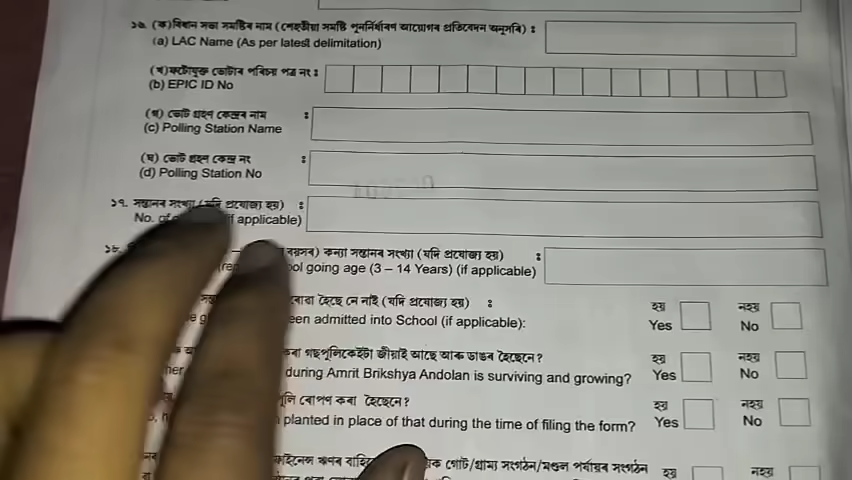 ১৬. (ক)বিধান সভা সমষ্টিৰ নাম (শেহতীয়া সমষ্টি পুনৰ্নিৰ্ধাৰণ আয়োগৰ প্ৰতিবেদন অনুসৰি) :
(a) LAC Name (As per latest delimitation)
(খ)ফটোযুক্ত ভোটাৰ পৰিচয় পত্ৰ নং :
(b) EPIC ID No
(গ) ভোট গ্ৰহণ কেন্দ্ৰৰ নাম :
(c) Polling Station Name
(ঘ) ভোট গ্ৰহণ কেন্দ্ৰ নং :
(d) Polling Station No
১৭. সন্তানৰ সংখ্যা (যদি প্ৰযোজ্য হয়) :
No. of if applicable)
১৮. বয়সৰ) কন্যা সন্তানৰ সংখ্যা (যদি প্ৰযোজ্য হয়) :
ol going age (3 – 14 Years) (if applicable)
হৈছে নে নাই (যদি প্ৰযোজ্য হয়) : হয় নহয়
een admitted into School (if applicable): Yes No
কৰা গছপুলিকেইটা জীয়াই আছে আৰু ডাঙৰ হৈছেনে? হয় নহয়
during Amrit Brikshya Andolan is surviving and growing? Yes No
পুলি ৰোপণ কৰা হৈছেনে? হয় নহয়
planted in place of that during the time of filing the form? Yes No
ফাইনেন্স ঋণৰ বাহিৰে গোট/গ্ৰাম্য সংগঠন/মণ্ডল পৰ্যায়ৰ সংগঠন হয় নহয়